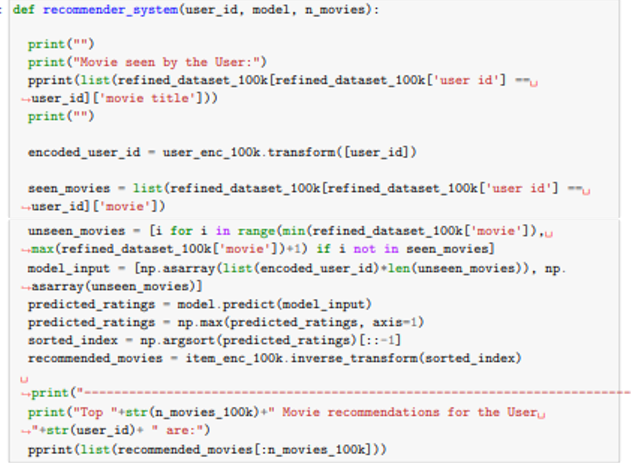 : def recommender_system(user_id, model, n_movies):
print("")
print("Movie seen by the User:")
pprint(list(refined_dataset_100k[refined_dataset_100k['user id'] ==␣
↪user_id]['movie title']))
print("")
encoded_user_id = user_enc_100k.transform([user_id])
seen_movies = list(refined_dataset_100k[refined_dataset_100k['user id'] ==␣
↪user_id]['movie'])
unseen_movies = [i for i in range(min(refined_dataset_100k['movie']),␣
↪max(refined_dataset_100k['movie'])+1) if i not in seen_movies]
model_input = [np.asarray(list(encoded_user_id)*len(unseen_movies)), np.
↪asarray(unseen_movies)]
predicted_ratings = model.predict(model_input)
predicted_ratings = np.max(predicted_ratings, axis=1)
sorted_index = np.argsort(predicted_ratings)[::-1]
recommended_movies = item_enc_100k.inverse_transform(sorted_index)
␣
↪print("---------------------------------------------------------------------------------
print("Top "+str(n_movies_100k)+" Movie recommendations for the User␣
↪"+str(user_id)+ " are:")
pprint(list(recommended_movies[:n_movies_100k]))